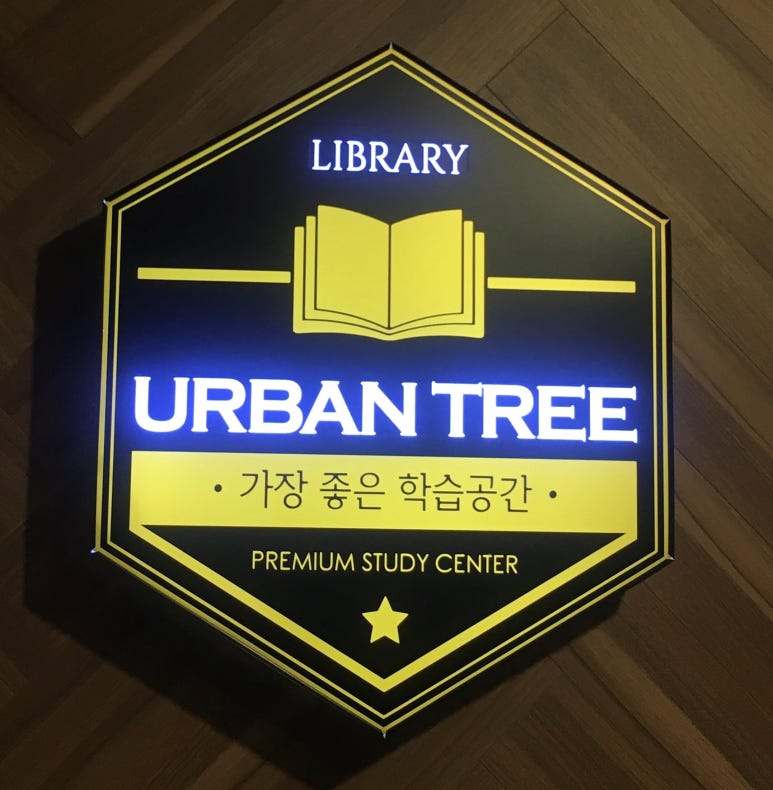 LIBRARY
URBAN TREE
· 가장 좋은 학습공간 ·
PREMIUM STUDY CENTER